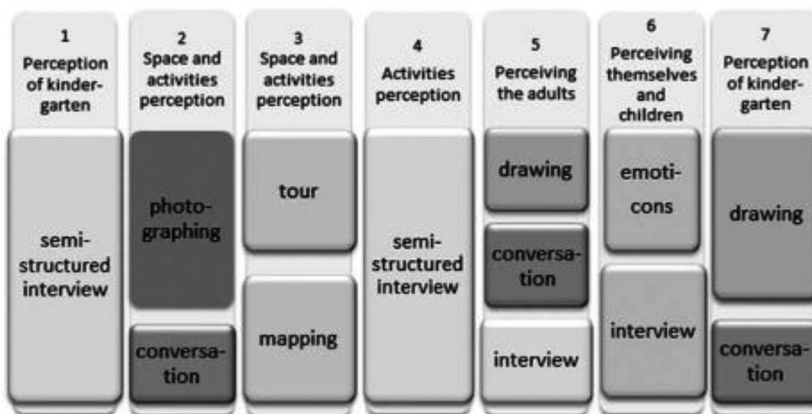 1
Perception
of kinder-
garten
semi-
structured
interview
2
Space and
activities
perception
photo-
graphing
conversa-
tion
3
Space and
activities
perception
tour
mapping
4
Activities
perception
semi-
structured
interview
5
Perceiving
the adults
drawing
conversa-
tion
interview
6
Perceiving
themselves
and
children
emoti-
cons
interview
7
Perception
of kinder-
garten
drawing
conversa-
tion